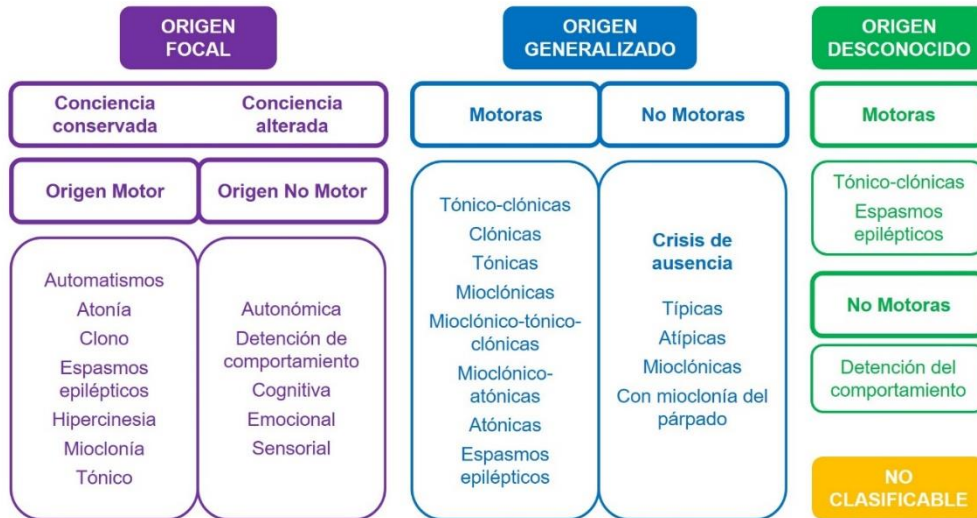 ORIGEN
FOCAL
Conciencia
conservada
Conciencia
alterada
Origen Motor
Origen No Motor
Automatismos
Atonía
Clono
Espasmos
epilépticos
Hipercinesia
Mioclonía
Tónico
Autonómica
Detención de
comportamiento
Cognitiva
Emocional
Sensorial
ORIGEN
GENERALIZADO
Motoras
No Motoras
Tónico-clónicas
Clónicas
Tónicas
Mioclónicas
Mioclónico-tónico-
clónicas
Mioclónico-
atónicas
Atónicas
Espasmos
epilépticos
Crisis de
ausencia
Típicas
Atípicas
Mioclónicas
Con mioclonía del
párpado
ORIGEN
DESCONOCIDO
Motoras
Tónico-clónicas
Espasmos
epilépticos
No Motoras
Detención del
comportamiento
NO
CLASIFICABLE